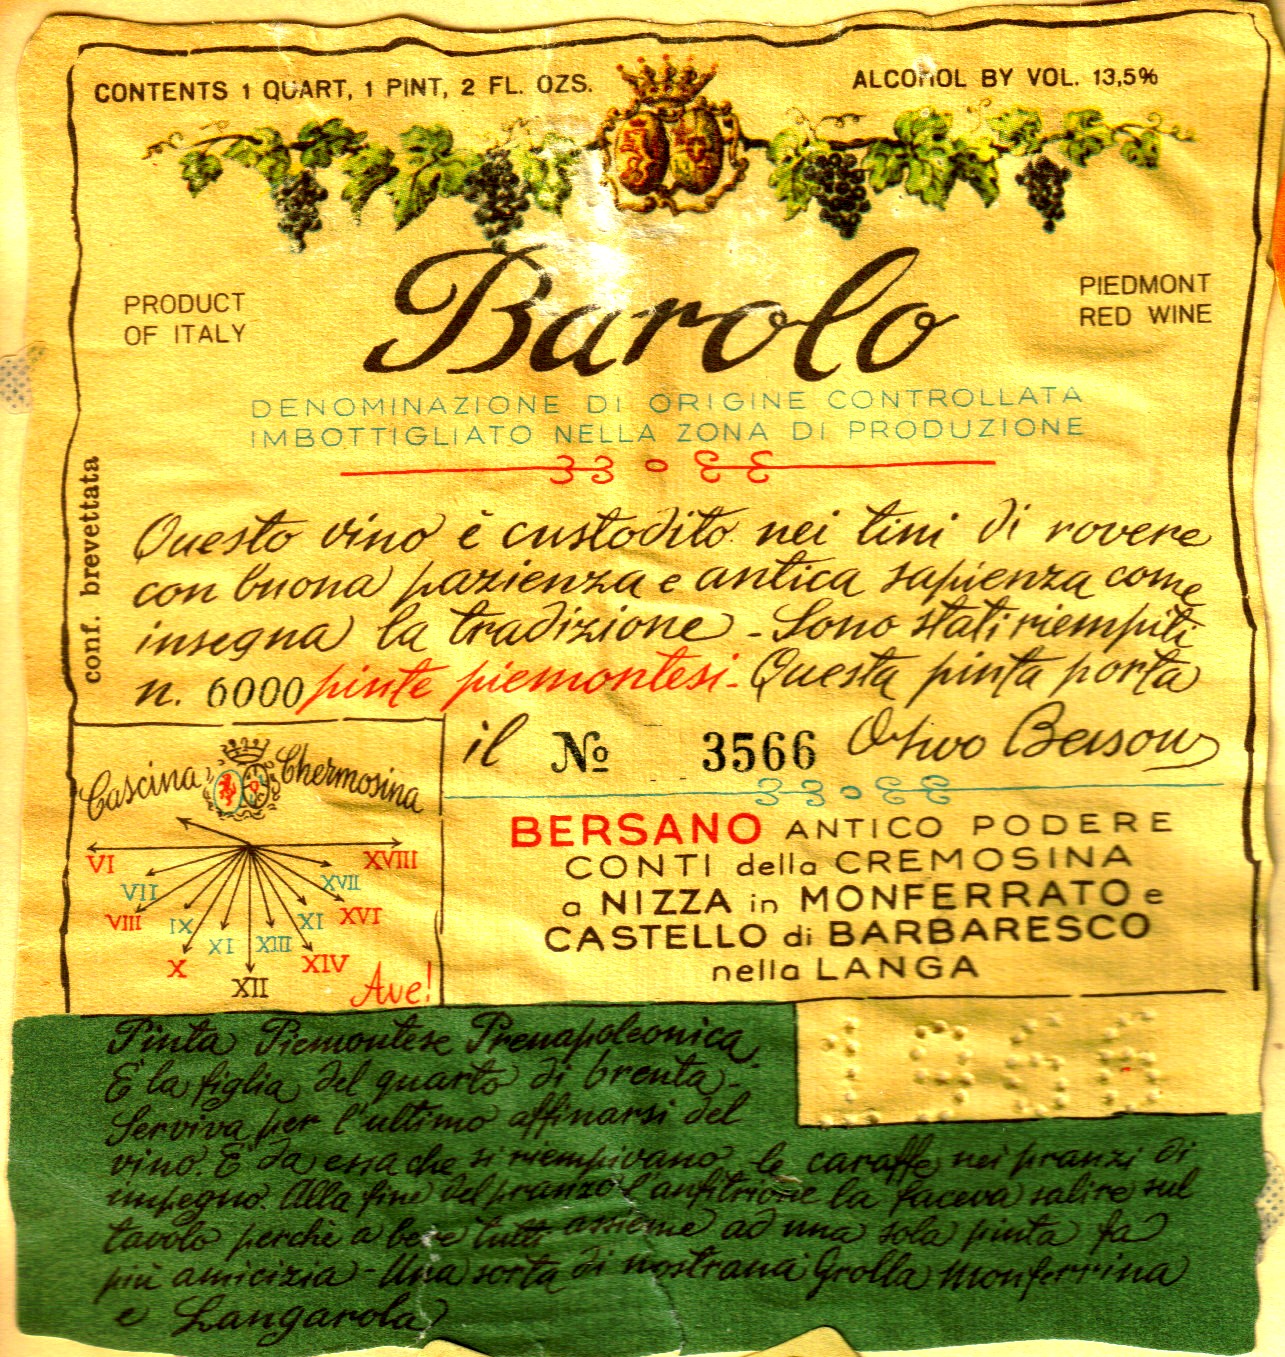 CONTENTS 1 QUART, 1 PINT, 2 FL. OZS.
ALCOHOL BY VOL. 13,5%
PRODUCT
OF ITALY
Barolo
PIEDMONT
RED WINE
DENOMINAZIONE DI ORIGINE CONTROLLATA
IMBOTTIGLIATO NELLA ZONA DI PRODUZIONE
conf. brevettata
Questo vino è custodito nei tini di rovere
con buona pazienza e antica sapienza come
insegna la tradizione - Sono stati riempiti
n. 6000 pinte piemontesi - Questa pinta porta
il No 3566
Cascina Chermosina
VI XVIII
VII XVII
VIII XVI
IX XI
XI XIII
X XIV
XII
Ave!
BERSANO ANTICO PODERE
CONTI della CREMOSINA
a NIZZA in MONFERRATO e
CASTELLO di BARBARESCO
nella LANGA
1966
Pinta Piemontese Prenapoleonica
È la figlia del quarto di brenta -
Serviva per l'ultimo affinarsi del
vino. È da essa che si riempivano le caraffe nei pranzi di
impegno. Alla fine del pranzo l'anfitrione la faceva salire sul
tavolo perchè a bere tutti assieme ad una sola pinta fa
più amicizia - Una sorta di nostrana Grolla monferrina
e Langarola